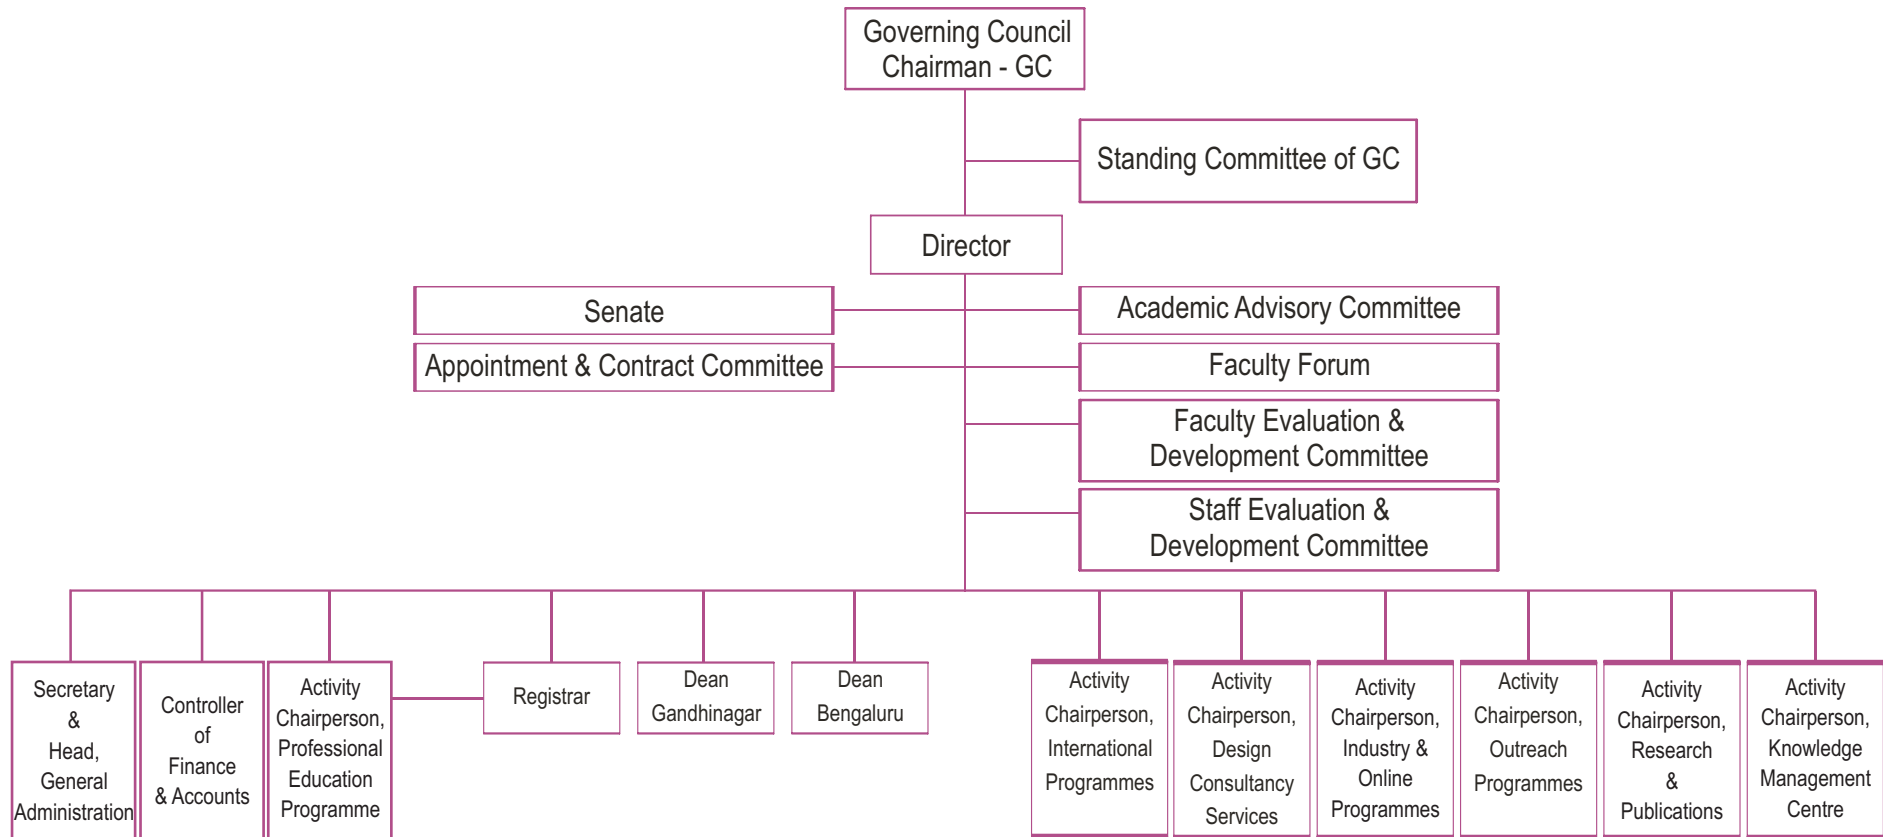 Governing Council
Chairman - GC
Standing Committee of GC
Director
Senate
Academic Advisory Committee
Appointment & Contract Committee
Faculty Forum
Faculty Evaluation &
Development Committee
Staff Evaluation &
Development Committee
Secretary
&
Head,
General
Administration
Controller
of
Finance
& Accounts
Activity
Chairperson,
Professional
Education
Programme
Registrar
Dean
Gandhinagar
Dean
Bengaluru
Activity
Chairperson,
International
Programmes
Activity
Chairperson,
Design
Consultancy
Services
Activity
Chairperson,
Industry &
Online
Programmes
Activity
Chairperson,
Outreach
Programmes
Activity
Chairperson,
Research
&
Publications
Activity
Chairperson,
Knowledge
Management
Centre